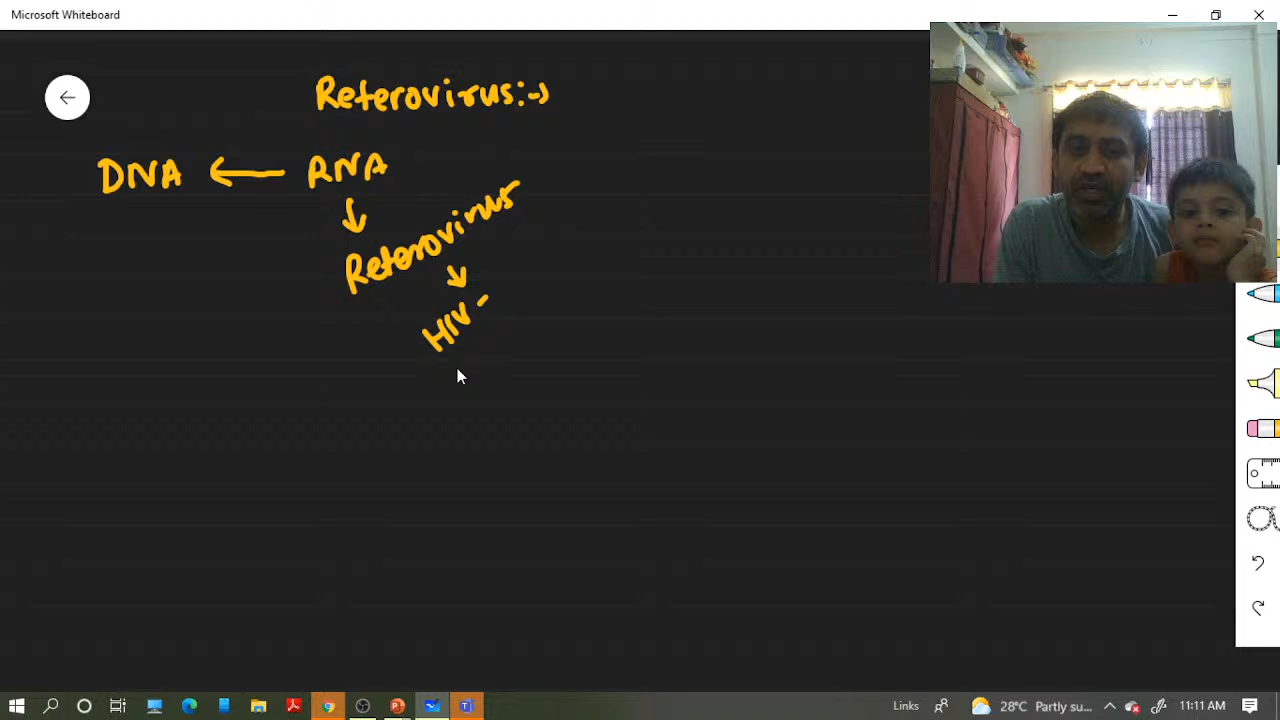 Microsoft Whiteboard
Reterovirus:→
DNA ← RNA
↓
Reterovirus
↓
HIV -
Links
28°C Partly su...
11:11 AM